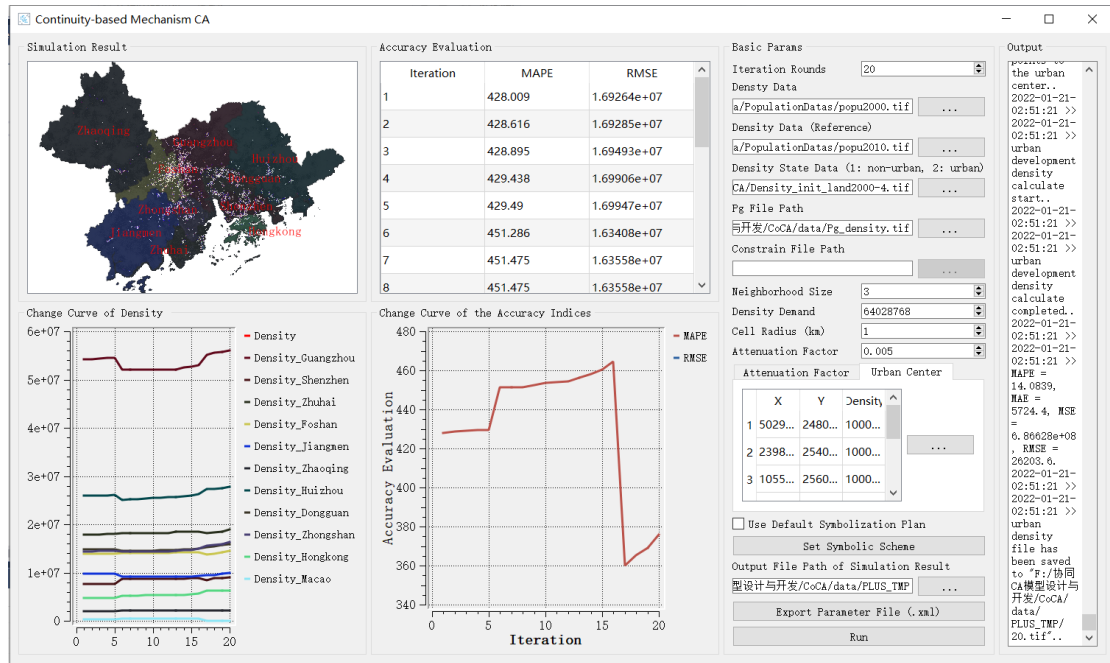 Continuity-based Mechanism CA
Simulation Result
Zhaoqing
Guangzhou
Huizhou
Foshan
Dongguan
Zhongshan
Shenzhen
Jiangmen
Hongkong
Zhuhai
Accuracy Evaluation
Iteration MAPE RMSE
1 428.009 1.69264e+07
2 428.616 1.69285e+07
3 428.895 1.69493e+07
4 429.438 1.69906e+07
5 429.49 1.69947e+07
6 451.286 1.63408e+07
7 451.475 1.63558e+07
8 451.475 1.63558e+07
Change Curve of Density
6e+07
5e+07
4e+07
3e+07
2e+07
1e+07
0
0 5 10 15 20
Density
Density_Guangzhou
Density_Shenzhen
Density_Zhuhai
Density_Foshan
Density_Jiangmen
Density_Zhaoqing
Density_Huizhou
Density_Dongguan
Density_Zhongshan
Density_Hongkong
Density_Macao
Change Curve of the Accuracy Indices
Accuracy Evaluation
480
460
440
420
400
380
360
340
0 5 10 15 20
Iteration
MAPE
RMSE
Basic Params
Iteration Rounds 20
Densty Data
a/PopulationDatas/popu2000.tif ...
Density Data (Reference)
a/PopulationDatas/popu2010.tif ...
Density State Data (1: non-urban, 2: urban)
CA/Density_init_land2000-4.tif ...
Pg File Path
与开发/CoCA/data/Pg_density.tif ...
Constrain File Path
...
Neighborhood Size 3
Density Demand 64028768
Cell Radius (km) 1
Attenuation Factor 0.005
Attenuation Factor Urban Center
X Y Density
1 5029... 2480... 1000...
2 2398... 2540... 1000...
3 1055... 2560... 1000...
...
Use Default Symbolization Plan
Set Symbolic Scheme
Output File Path of Simulation Result
型设计与开发/CoCA/data/PLUS_TMP ...
Export Parameter File (.xml)
Run
Output
points to
the urban
center..
2022-01-21-
02:51:21 >>
2022-01-21-
02:51:21 >>
urban
development
density
calculate
start..
2022-01-21-
02:51:21 >>
2022-01-21-
02:51:21 >>
urban
development
density
calculate
completed..
2022-01-21-
02:51:21 >>
2022-01-21-
02:51:21 >>
MAPE =
14.0839,
MAE =
5724.4, MSE
=
6.86628e+08
, RMSE =
26203.6.
2022-01-21-
02:51:21 >>
2022-01-21-
02:51:21 >>
urban
density
file has
been saved
to "F:/协同
CA模型设计与
开发/CoCA/
data/
PLUS_TMP/
20.tif"..